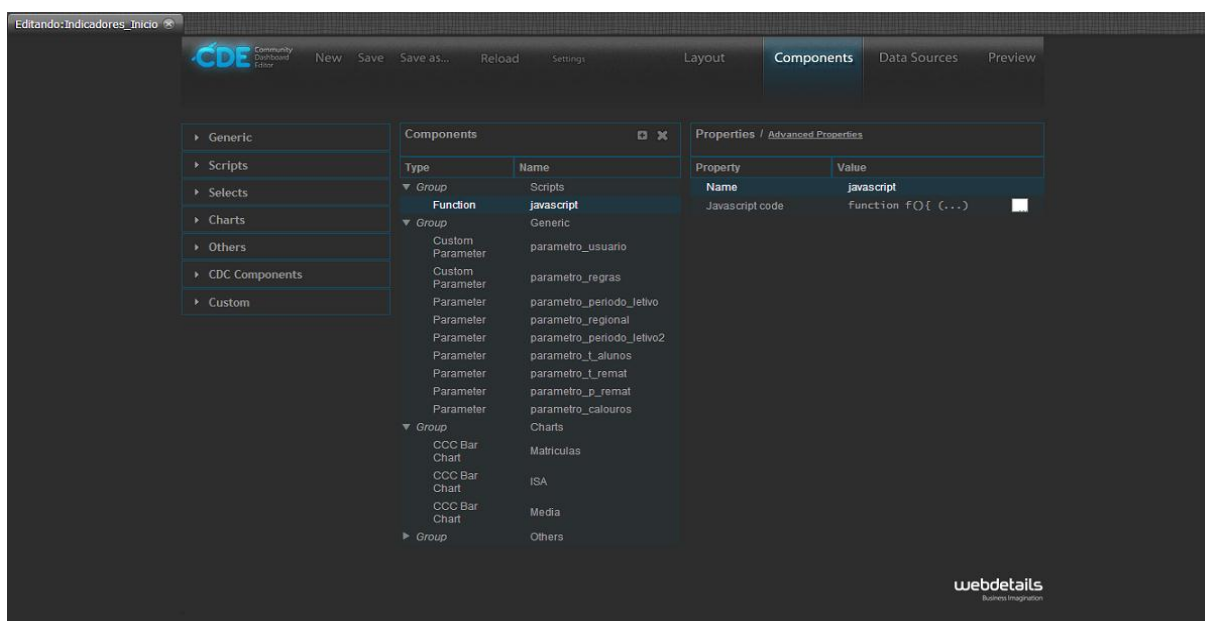 Editando:Indicadores_Inicio
CDE Community Dashboard Editor New Save Save as... Reload Settings Layout Components Data Sources Preview
Generic
Scripts
Selects
Charts
Others
CDC Components
Custom
Components
Type Name
Group Scripts
Function javascript
Group Generic
Custom Parameter parametro_usuario
Custom Parameter parametro_regras
Parameter parametro_periodo_letivo
Parameter parametro_regional
Parameter parametro_periodo_letivo2
Parameter parametro_t_alunos
Parameter parametro_t_remat
Parameter parametro_p_remat
Parameter parametro_calouros
Group Charts
CCC Bar Chart Matriculas
CCC Bar Chart ISA
CCC Bar Chart Media
Group Others
Properties / Advanced Properties
Property Value
Name javascript
Javascript code function f(){ (...)
webdetails
Business Imagination